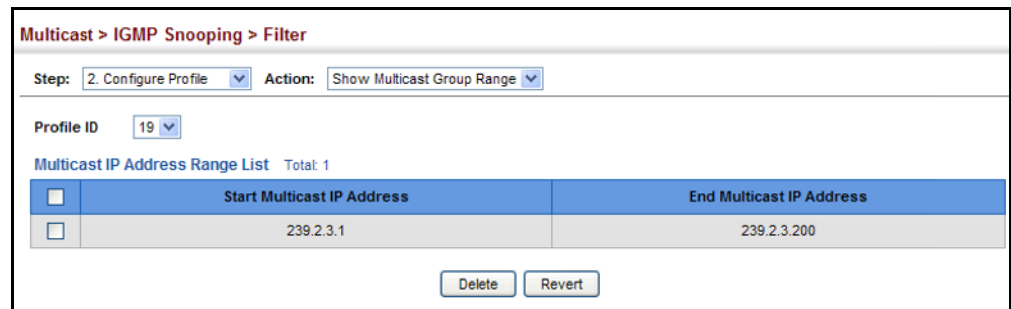 Multicast > IGMP Snooping > Filter
Step: 2. Configure Profile Action: Show Multicast Group Range
Profile ID 19
Multicast IP Address Range List Total: 1
Start Multicast IP Address End Multicast IP Address
239.2.3.1 239.2.3.200
Delete Revert